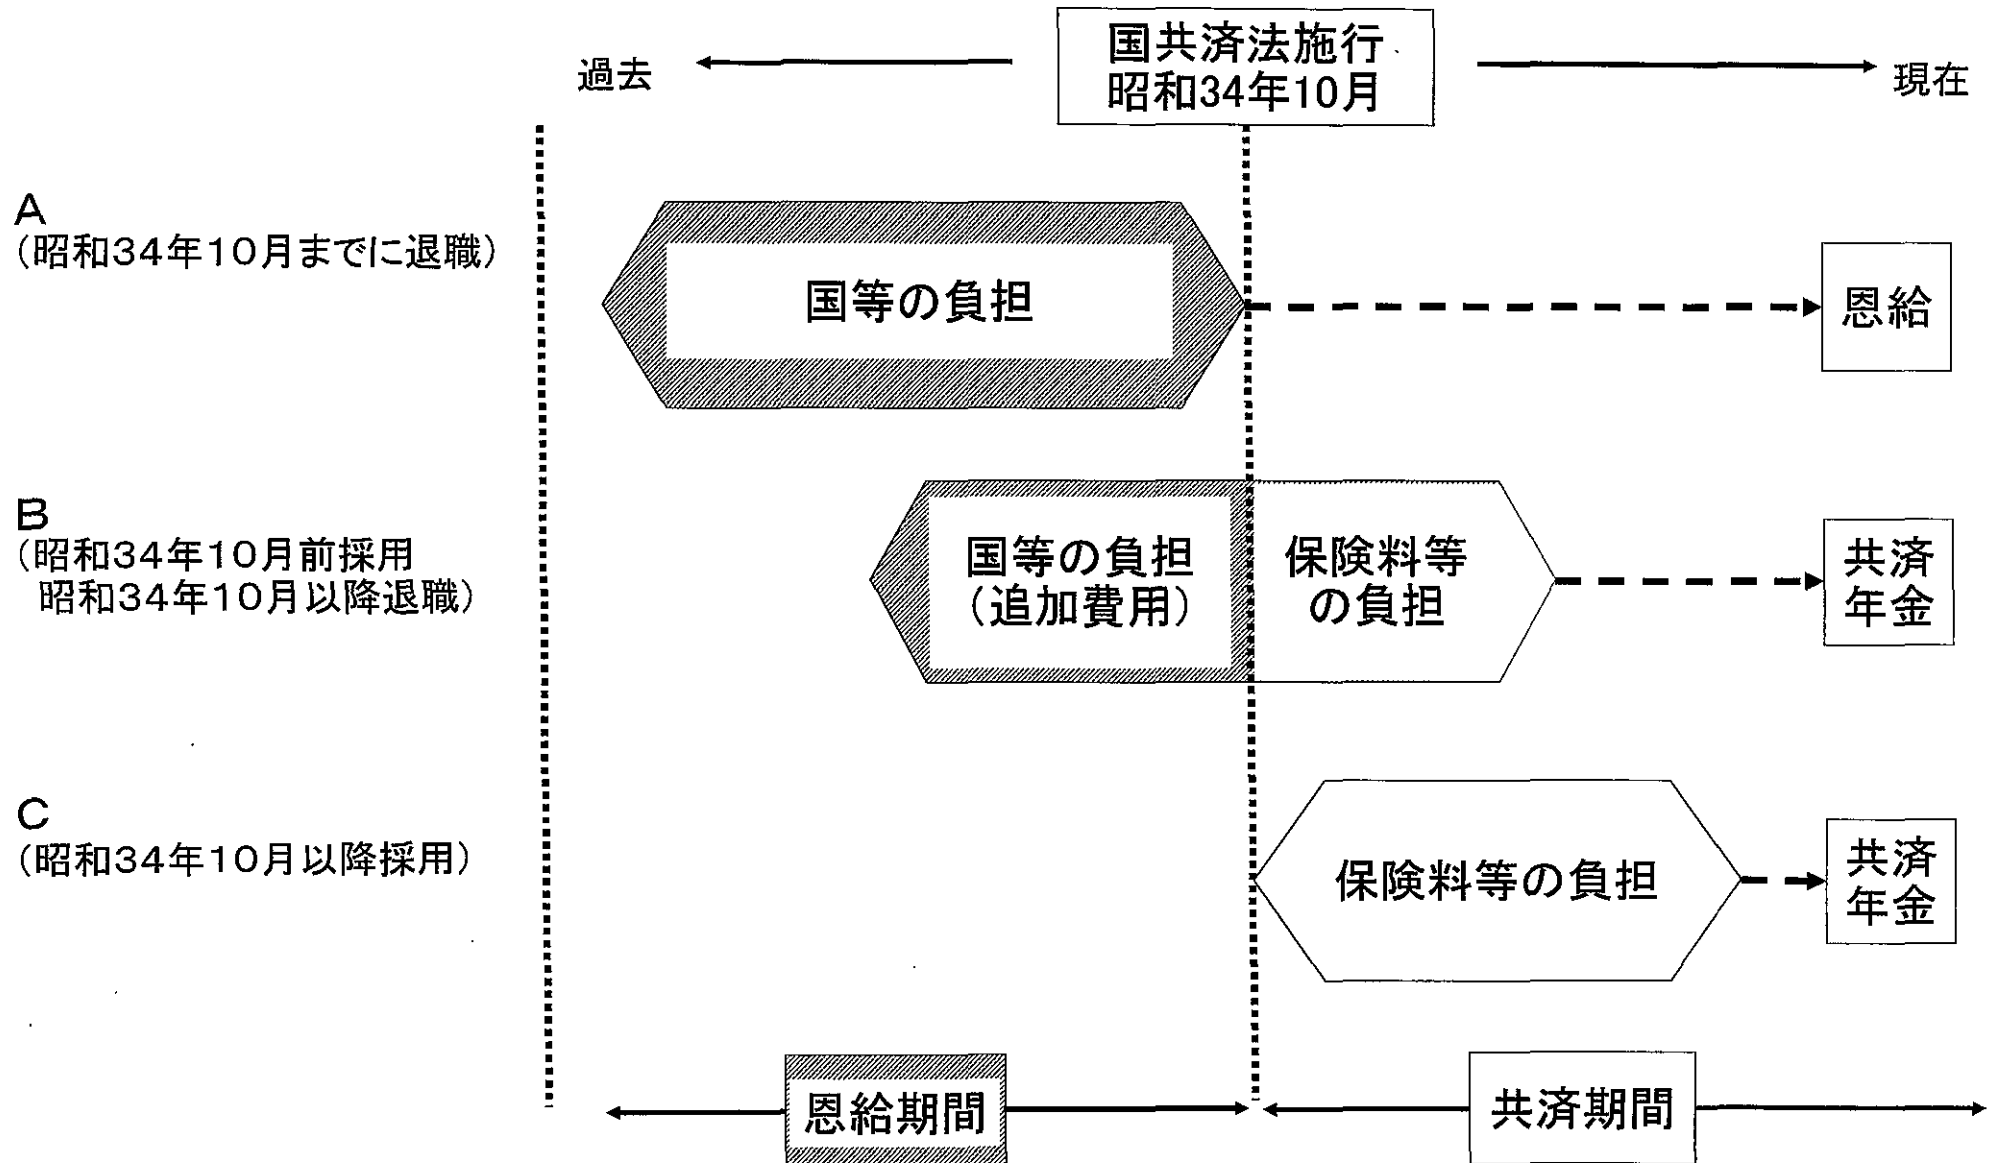 国共済法施行
昭和34年10月
過去
現在
A
（昭和３４年１０月までに退職）
国等の負担
恩給
B
（昭和３４年１０月前採用
昭和３４年１０月以降退職）
国等の負担
（追加費用）
保険料等
の負担
共済
年金
C
（昭和３４年１０月以降採用）
保険料等の負担
共済
年金
恩給期間
共済期間